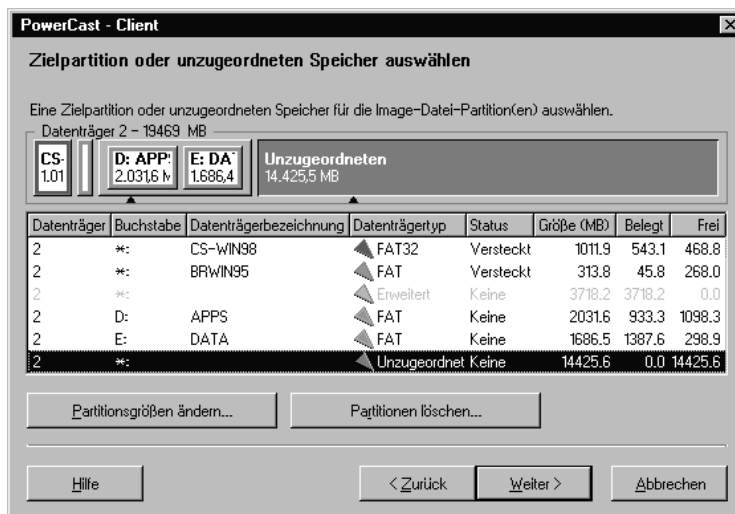 PowerCast - Client
Zielpartition oder unzugeordneten Speicher auswählen
Eine Zielpartition oder unzugeordneten Speicher für die Image-Datei-Partition(en) auswählen.
Datenträger 2 - 19469 MB
CS- D: APP: E: DA Unzugeordneten
1.01 2.031,6 M 1.686,4 14.425,5 MB
Datenträger Buchstabe Datenträgerbezeichnung Datenträgertyp Status Größe (MB) Belegt Frei
2 *: CS-WIN98 FAT32 Versteckt 1011.9 543.1 468.8
2 *: BRWIN95 FAT Versteckt 313.8 45.8 268.0
2 *: Erweitert Keine 3718.2 3718.2 0.0
2 D: APPS FAT Keine 2031.6 933.3 1098.3
2 E: DATA FAT Keine 1686.5 1387.6 298.9
2 *: Unzugeordnet Keine 14425.6 0.0 14425.6
Partitionsgrößen ändern... Partitionen löschen...
Hilfe < Zurück Weiter > Abbrechen